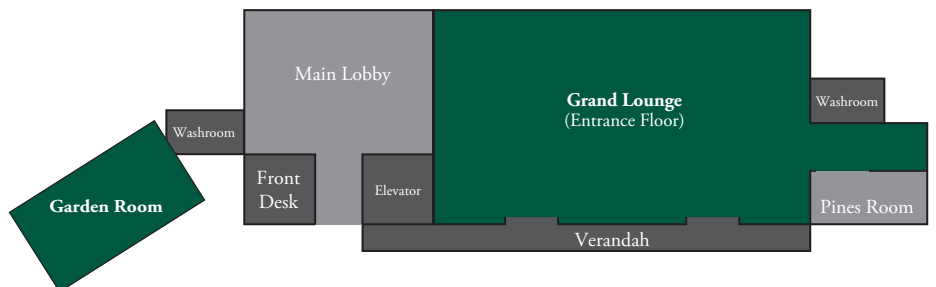 Main Lobby
Grand Lounge
(Entrance Floor)
Washroom
Washroom
Front
Desk
Elevator
Garden Room
Pines Room
Verandah